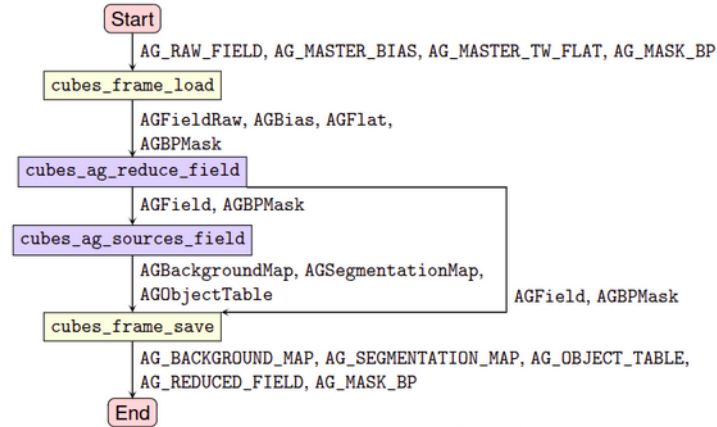 Start
AG_RAW_FIELD, AG_MASTER_BIAS, AG_MASTER_TW_FLAT, AG_MASK_BP
cubes_frame_load
AGFieldRaw, AGBias, AGFlat,
AGBPMask
cubes_ag_reduce_field
AGField, AGBPMask
cubes_ag_sources_field
AGBackgroundMap, AGSegmentationMap,
AGObjectTable
AGField, AGBPMask
cubes_frame_save
AG_BACKGROUND_MAP, AG_SEGMENTATION_MAP, AG_OBJECT_TABLE,
AG_REDUCED_FIELD, AG_MASK_BP
End